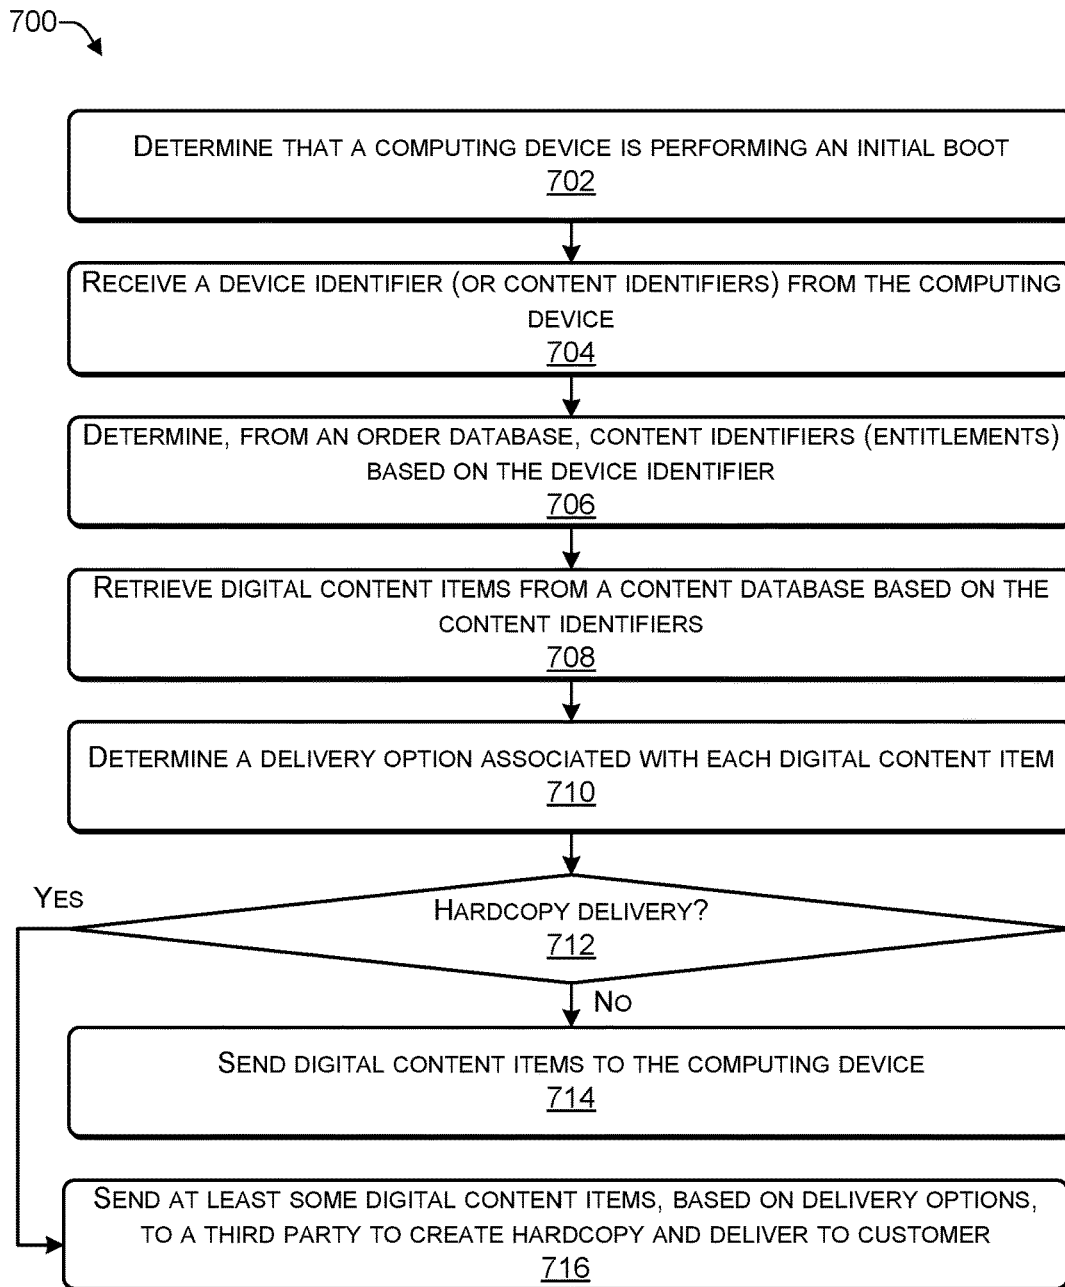 700
DETERMINE THAT A COMPUTING DEVICE IS PERFORMING AN INITIAL BOOT
702
RECEIVE A DEVICE IDENTIFIER (OR CONTENT IDENTIFIERS) FROM THE COMPUTING
DEVICE
704
DETERMINE, FROM AN ORDER DATABASE, CONTENT IDENTIFIERS (ENTITLEMENTS)
BASED ON THE DEVICE IDENTIFIER
706
RETRIEVE DIGITAL CONTENT ITEMS FROM A CONTENT DATABASE BASED ON THE
CONTENT IDENTIFIERS
708
DETERMINE A DELIVERY OPTION ASSOCIATED WITH EACH DIGITAL CONTENT ITEM
710
YES
HARDCOPY DELIVERY?
712
NO
SEND DIGITAL CONTENT ITEMS TO THE COMPUTING DEVICE
714
SEND AT LEAST SOME DIGITAL CONTENT ITEMS, BASED ON DELIVERY OPTIONS,
TO A THIRD PARTY TO CREATE HARDCOPY AND DELIVER TO CUSTOMER
716